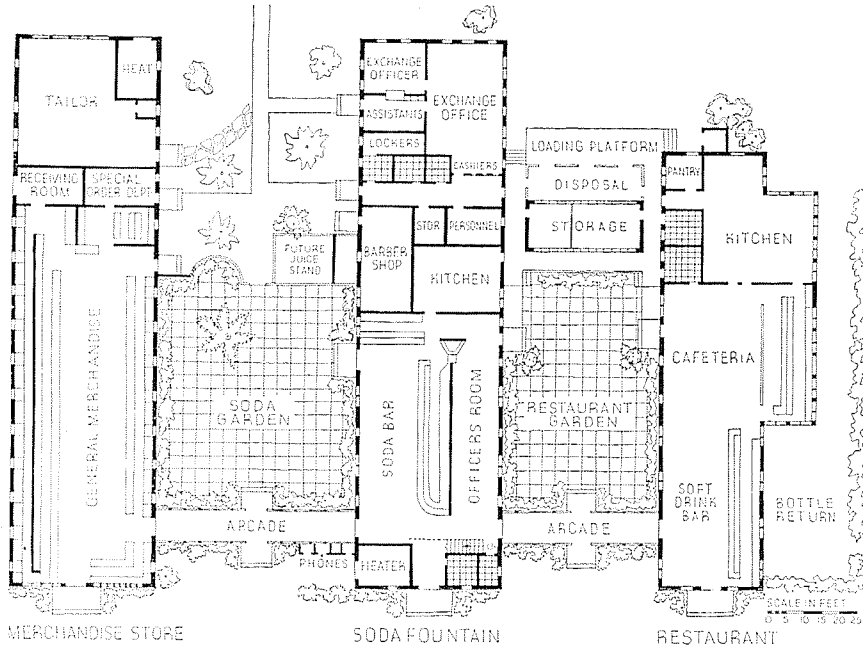 TAILOR
HEAT
RECEIVING
ROOM
SPECIAL
ORDER DEPT
GENERAL MERCHANDISE
FUTURE
JUICE
STAND
SODA
GARDEN
ARCADE
PHONES
EXCHANGE
OFFICER
EXCHANGE
OFFICE
ASSISTANTS
LOCKERS
CASHIERS
STOR
PERSONNEL
BARBER
SHOP
KITCHEN
SODA BAR
OFFICERS ROOM
HEATER
LOADING PLATFORM
DISPOSAL
STORAGE
RESTAURANT
GARDEN
ARCADE
PANTRY
KITCHEN
CAFETERIA
SOFT
DRINK
BAR
BOTTLE
RETURN
SCALE IN FEET
0 5 10 15 20 25
MERCHANDISE STORE
SODA FOUNTAIN
RESTAURANT